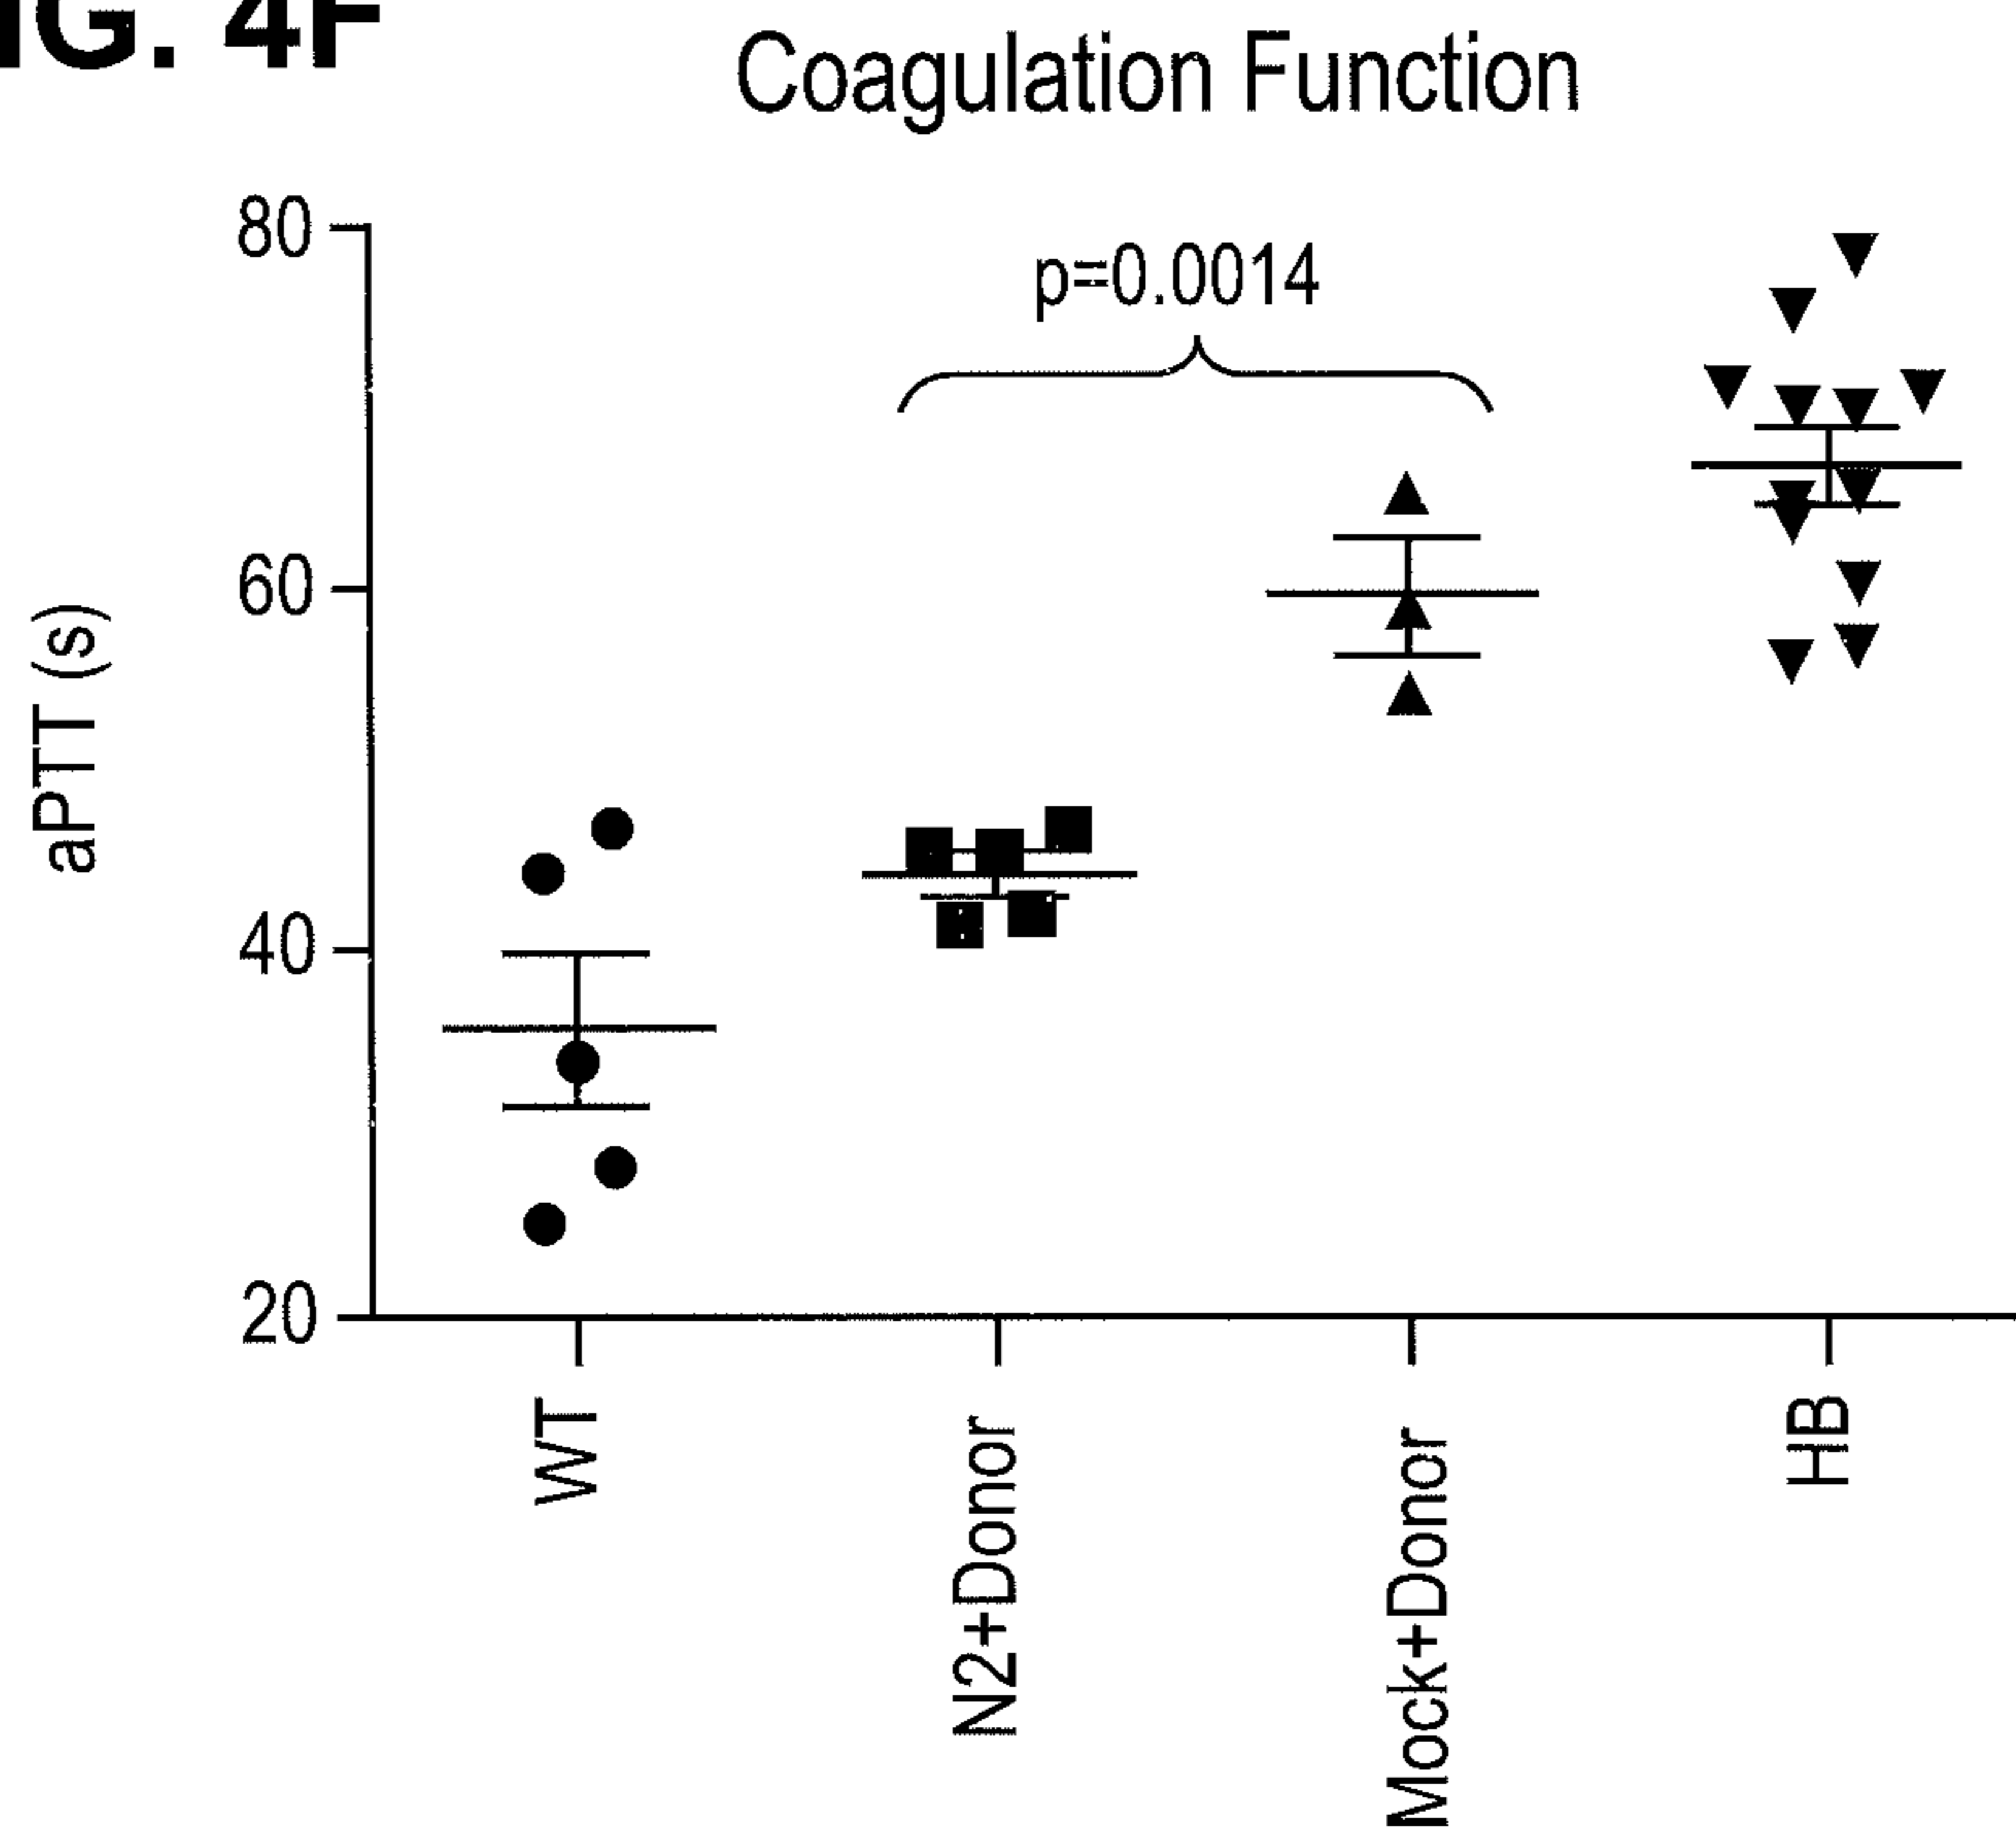 IG. 4F
Coagulation Function
80
60
40
20
aPTT (s)
p=0.0014
WT
N2+Donor
Mock+Donor
HB